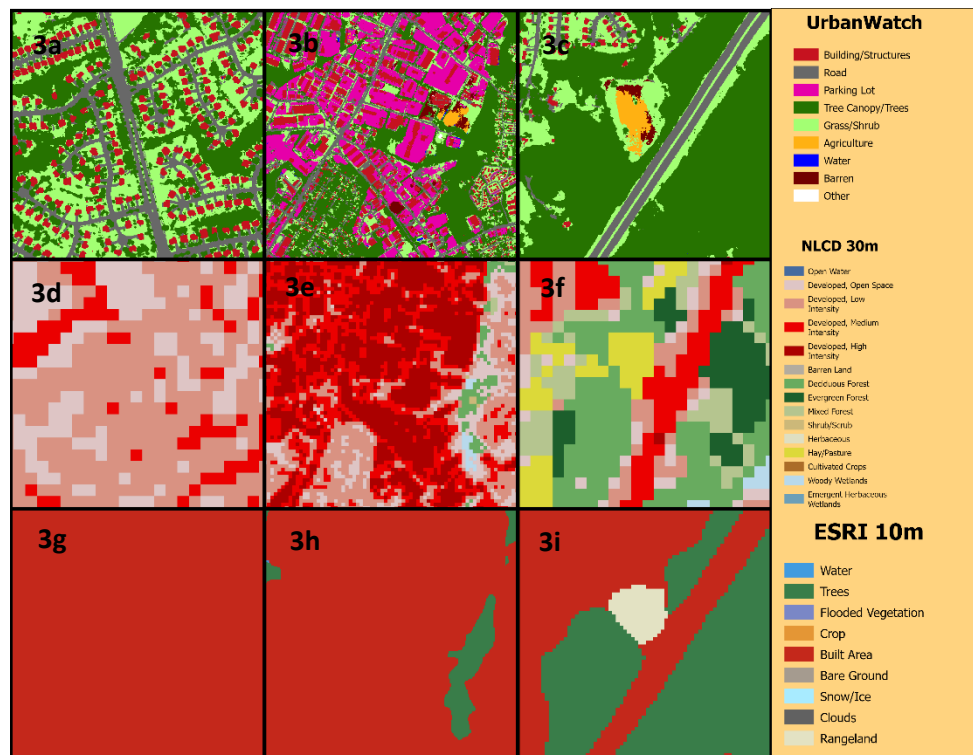 3a
3b
3c
3d
3e
3f
3g
3h
3i
UrbanWatch
Building/Structures
Road
Parking Lot
Tree Canopy/Trees
Grass/Shrub
Agriculture
Water
Barren
Other
NLCD 30m
Open Water
Developed, Open Space
Developed, Low
Intensity
Developed, Medium
Intensity
Developed, High
Intensity
Barren Land
Deciduous Forest
Evergreen Forest
Mixed Forest
Shrub/Scrub
Herbaceous
Hay/Pasture
Cultivated Crops
Woody Wetlands
Emergent Herbaceous
Wetlands
ESRI 10m
Water
Trees
Flooded Vegetation
Crop
Built Area
Bare Ground
Snow/Ice
Clouds
Rangeland